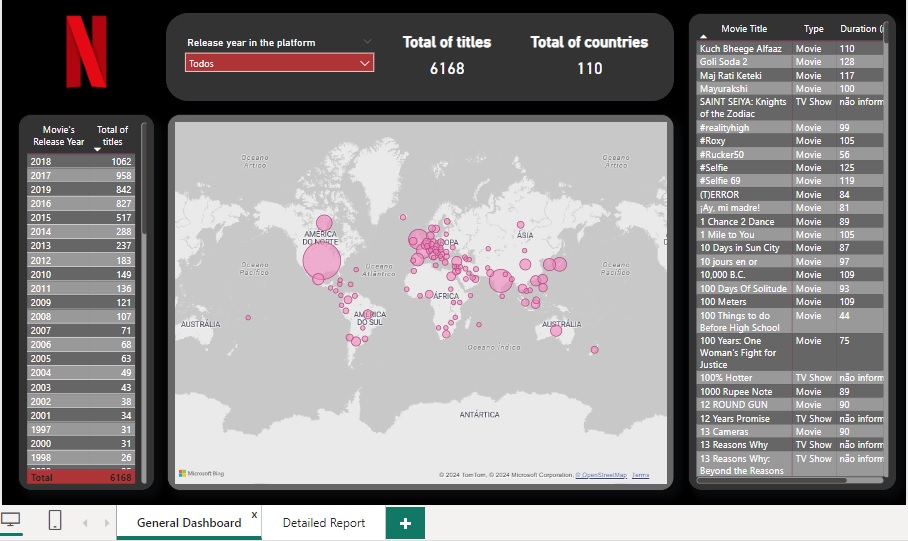 Release year in the platform
Todos
Total of titles
6168
Total of countries
110
Movie's
Release Year
Total of
titles
2018 1062
2017 958
2019 842
2016 827
2015 517
2014 288
2013 237
2012 183
2010 149
2011 136
2009 121
2008 107
2007 71
2006 68
2005 63
2004 49
2003 43
2002 38
2001 34
1997 31
2000 31
1998 26
Total 6168
Oceano
Ártico
Oceano
Ártico
AMÉRICA
DO NORTE
ÁSIA
Oceano
Pacífico
Oceano
Atlântico
Oceano
Pacífico
ÁFRICA
AMÉRICA
DO SUL
AUSTRÁLIA
AUSTRÁLIA
Oceano Índico
ANTÁRTICA
Microsoft Bing
© 2024 TomTom, © 2024 Microsoft Corporation, © OpenStreetMap Terms
Movie Title Type Duration (
Kuch Bheege Alfaaz Movie 110
Goli Soda 2 Movie 128
Maj Rati Keteki Movie 117
Mayurakshi Movie 100
SAINT SEIYA: Knights TV Show não inform
of the Zodiac
#realityhigh Movie 99
#Roxy Movie 105
#Rucker50 Movie 56
#Selfie Movie 125
#Selfie 69 Movie 119
(T)ERROR Movie 84
¡Ay, mi madre! Movie 81
1 Chance 2 Dance Movie 89
1 Mile to You Movie 105
10 Days in Sun City Movie 87
10 jours en or Movie 97
10,000 B.C. Movie 109
100 Days Of Solitude Movie 93
100 Meters Movie 109
100 Things to do Movie 44
Before High School
100 Years: One Movie 75
Woman's Fight for
Justice
100% Hotter TV Show não inform
1000 Rupee Note Movie 89
12 ROUND GUN Movie 90
12 Years Promise TV Show não inform
13 Cameras Movie 90
13 Reasons Why TV Show não inform
13 Reasons Why: TV Show não inform
Beyond the Reasons
General Dashboard x
Detailed Report
+